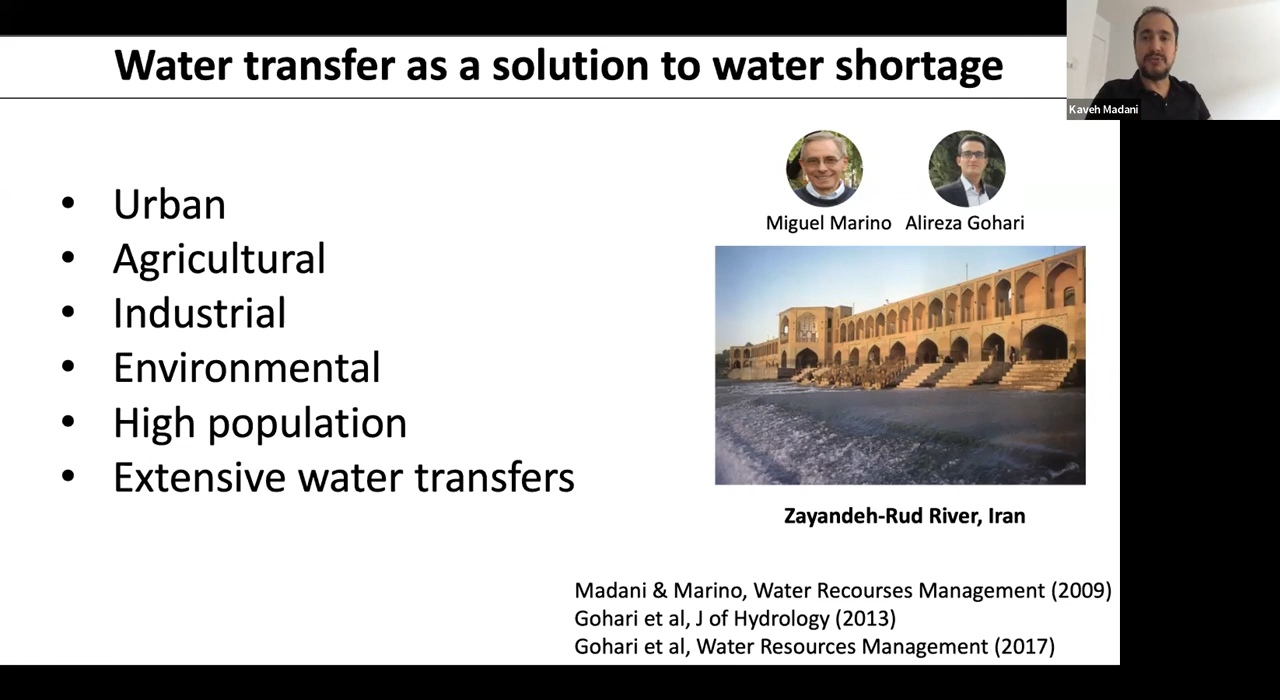 Water transfer as a solution to water shortage
Kaveh Madani
• Urban
• Agricultural
• Industrial
• Environmental
• High population
• Extensive water transfers
Miguel Marino
Alireza Gohari
Zayandeh-Rud River, Iran
Madani & Marino, Water Recourses Management (2009)
Gohari et al, J of Hydrology (2013)
Gohari et al, Water Resources Management (2017)